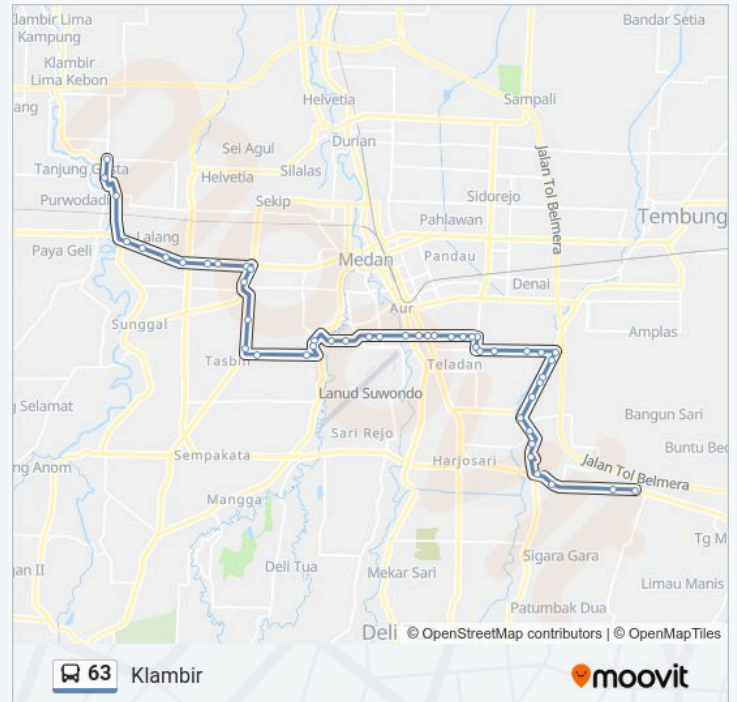 lambir Lima
Kampung
Bandar Setia
Klambir
Lima Kebon
ang
Helvetia
Sampali
Durian
Sei Agul
Jalan Tol Belmera
Tanjung Gusta
Helvetia
Silalas
Purwodadi
Sekip
Sidorejo
Tembung
Pahlawan
Lalang
Paya Geli
Medan
Pandau
Denai
Aur
Sunggal
Amplas
Tasbih
Teladan
Lanud Suwondo
g Selamat
Bangun Sari
Sari Rejo
Buntu Bed
ng Anom
Sempakata
Harjosari
Jalan Tol Belmera
Mangga
Tg M
an II
Deli Tua
Mekar Sari
Sigara Gara
Limau Manis
Patumbak Dua
Deli
© OpenStreetMap contributors | © OpenMapTiles
63 Klambir
moovit